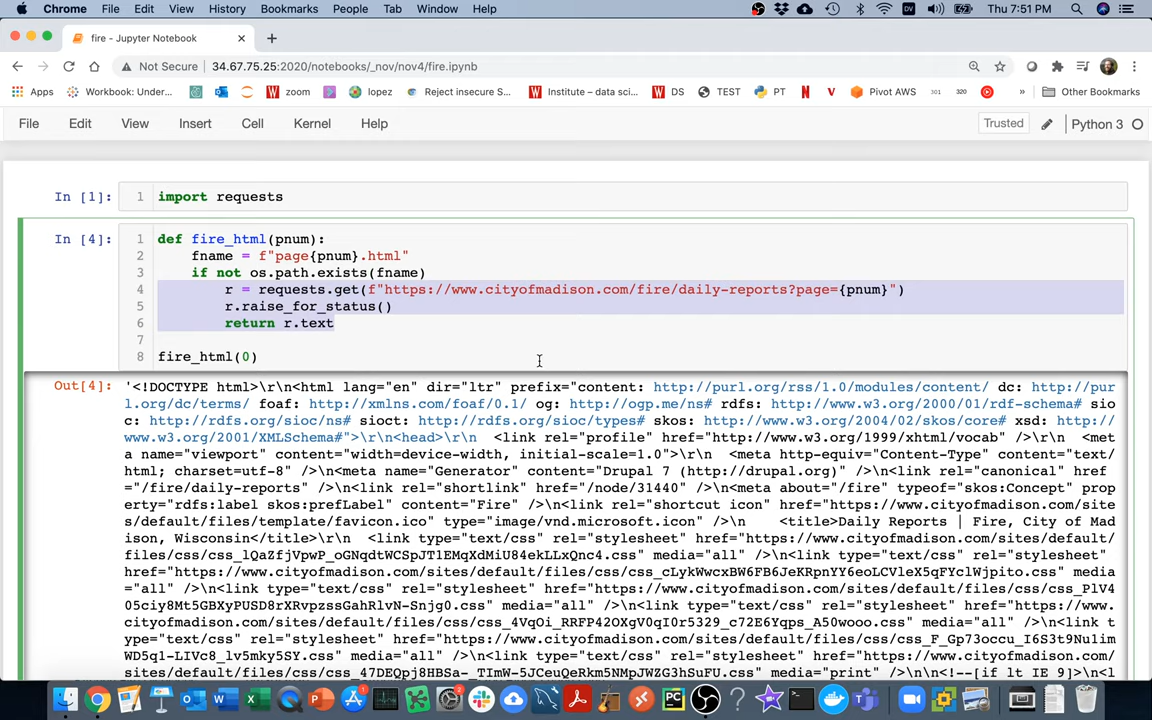 Chrome File Edit View History Bookmarks People Tab Window Help Thu 7:51 PM
fire - Jupyter Notebook
Not Secure 34.67.75.25:2020/notebooks/_nov/nov4/fire.ipynb
Apps Workbook: Under... zoom lopez Reject insecure S... Institute – data sci... DS TEST PT Pivot AWS 301 320 » Other Bookmarks
File Edit View Insert Cell Kernel Help Trusted Python 3
In [1]: 1 import requests
In [4]: 1 def fire_html(pnum):
2 fname = f"page{pnum}.html"
3 if not os.path.exists(fname)
4 r = requests.get(f"https://www.cityofmadison.com/fire/daily-reports?page={pnum}")
5 r.raise_for_status()
6 return r.text
7
8 fire_html(0)
Out[4]: '<!DOCTYPE html>\r\n<html lang="en" dir="ltr" prefix="content: http://purl.org/rss/1.0/modules/content/ dc: http://pur
l.org/dc/terms/ foaf: http://xmlns.com/foaf/0.1/ og: http://ogp.me/ns# rdfs: http://www.w3.org/2000/01/rdf-schema# sio
c: http://rdfs.org/sioc/ns# sioct: http://rdfs.org/sioc/types# skos: http://www.w3.org/2004/02/skos/core# xsd: http://
www.w3.org/2001/XMLSchema#">\r\n<head>\r\n <link rel="profile" href="http://www.w3.org/1999/xhtml/vocab" />\r\n <met
a name="viewport" content="width=device-width, initial-scale=1.0">\r\n <meta http-equiv="Content-Type" content="text/
html; charset=utf-8" />\n<meta name="Generator" content="Drupal 7 (http://drupal.org)" />\n<link rel="canonical" href
="/fire/daily-reports" />\n<link rel="shortlink" href="/node/31440" />\n<meta about="/fire" typeof="skos:Concept" prop
erty="rdfs:label skos:prefLabel" content="Fire" />\n<link rel="shortcut icon" href="https://www.cityofmadison.com/site
s/default/files/template/favicon.ico" type="image/vnd.microsoft.icon" />\n <title>Daily Reports | Fire, City of Mad
ison, Wisconsin</title>\r\n <link type="text/css" rel="stylesheet" href="https://www.cityofmadison.com/sites/default/
files/css/css_lQaZfjVpwP_oGNqdtWCSpJT1EMqXdMiU84ekLLxQnc4.css" media="all" />\n<link type="text/css" rel="stylesheet"
href="https://www.cityofmadison.com/sites/default/files/css/css_cLykWwcxBW6FB6JeKRpnYY6eoLCVleX5qFYclWjpito.css" media
="all" />\n<link type="text/css" rel="stylesheet" href="https://www.cityofmadison.com/sites/default/files/css/css_PlV4
05ciy8Mt5GBXyPUSD8rXRvpzssGahRlvN-Snjg0.css" media="all" />\n<link type="text/css" rel="stylesheet" href="https://www.
cityofmadison.com/sites/default/files/css/css_4VqOi_RRFP42OXgV0qI0r5329_c72E6Yqps_A50wooo.css" media="all" />\n<link t
ype="text/css" rel="stylesheet" href="https://www.cityofmadison.com/sites/default/files/css/css_F_Gp73occu_I6S3t9Nu1im
WD5q1-LIVc8_lv5mky5SY.css" media="all" />\n<link type="text/css" rel="stylesheet" href="https://www.cityofmadison.com/
sites/default/files/css/css_47DEQpj8HBSa-_TImW-5JCeuQeRkm5NMpJWZG3hSuFU.css" media="print" />\n\n<!--[if lt IE 9]>\n<l